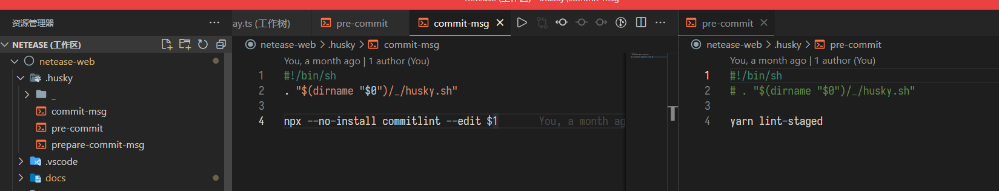 资源管理器
ay.ts (工作树)
pre-commit
commit-msg
pre-commit
NETEASE (工作区)
netease-web > .husky > commit-msg
netease-web > .husky > pre-commit
netease-web
.husky
_
commit-msg
pre-commit
prepare-commit-msg
.vscode
docs
You, a month ago | 1 author (You)
1 #!/bin/sh
2 . "$(dirname "$0")/_/husky.sh"
3
4 npx --no-install commitlint --edit $1 You, a month ag
You, a month ago | 1 author (You)
1 #!/bin/sh
2 # . "$(dirname "$0")/_/husky.sh"
3
4 yarn lint-staged